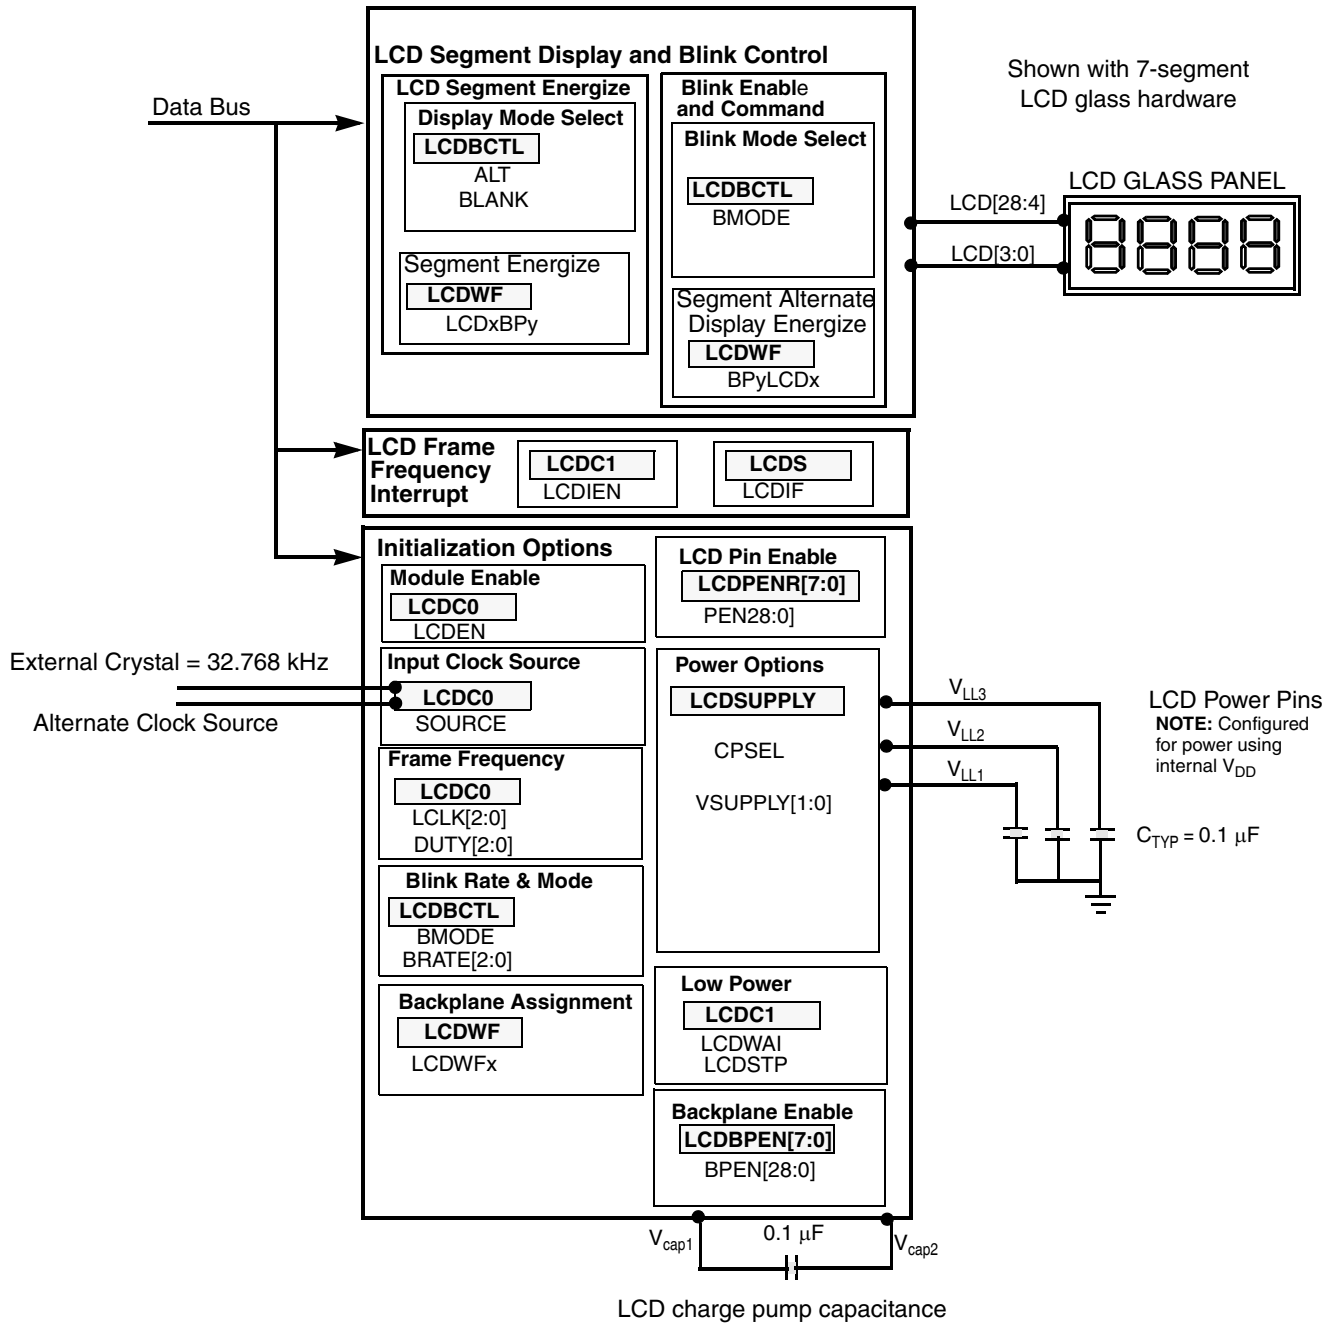 LCD Segment Display and Blink Control
LCD Segment Energize
Display Mode Select
LCDBCTL
ALT
BLANK
Segment Energize
LCDWF
LCDxBPy
Blink Enable
and Command
Blink Mode Select
LCDBCTL
BMODE
Segment Alternate
Display Energize
LCDWF
BPyLCDx
Data Bus
Shown with 7-segment
LCD glass hardware
LCD GLASS PANEL
LCD[28:4]
LCD[3:0]
LCD Frame
Frequency
Interrupt
LCDC1
LCDIEN
LCDS
LCDIF
Initialization Options
Module Enable
LCDC0
LCDEN
External Crystal = 32.768 kHz
Alternate Clock Source
Input Clock Source
LCDC0
SOURCE
Frame Frequency
LCDC0
LCLK[2:0]
DUTY[2:0]
Blink Rate & Mode
LCDBCTL
BMODE
BRATE[2:0]
Backplane Assignment
LCDWF
LCDWFx
LCD Pin Enable
LCDPENR[7:0]
PEN28:0]
Power Options
LCDSUPPLY
CPSEL
VSUPPLY[1:0]
Low Power
LCDC1
LCDWAI
LCDSTP
Backplane Enable
LCDBPEN[7:0]
BPEN[28:0]
VLL3
VLL2
VLL1
LCD Power Pins
NOTE: Configured
for power using
internal VDD
CTYP = 0.1 μF
Vcap1
0.1 μF
Vcap2
LCD charge pump capacitance